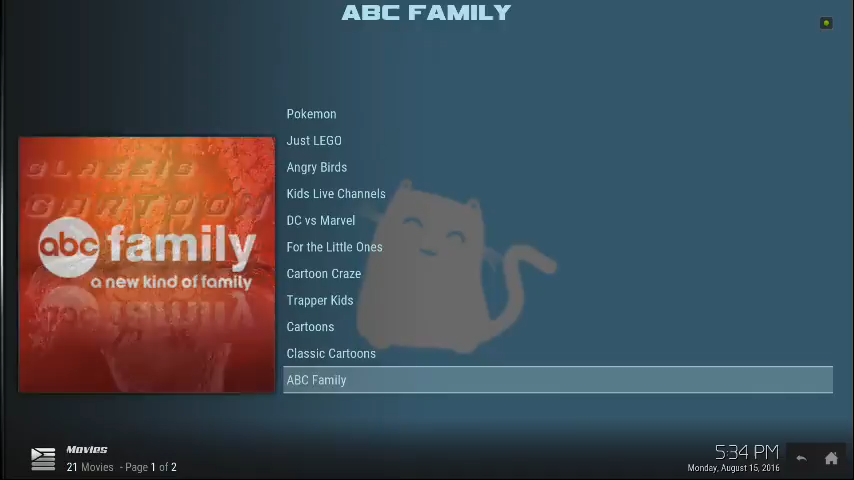 ABC FAMILY
Pokemon
Just LEGO
Angry Birds
Kids Live Channels
DC vs Marvel
For the Little Ones
Cartoon Craze
Trapper Kids
Cartoons
Classic Cartoons
ABC Family
CLASSIC
CARTOON
abc family
a new kind of family
Movies
21 Movies - Page 1 of 2
5:34 PM
Monday, August 15, 2016